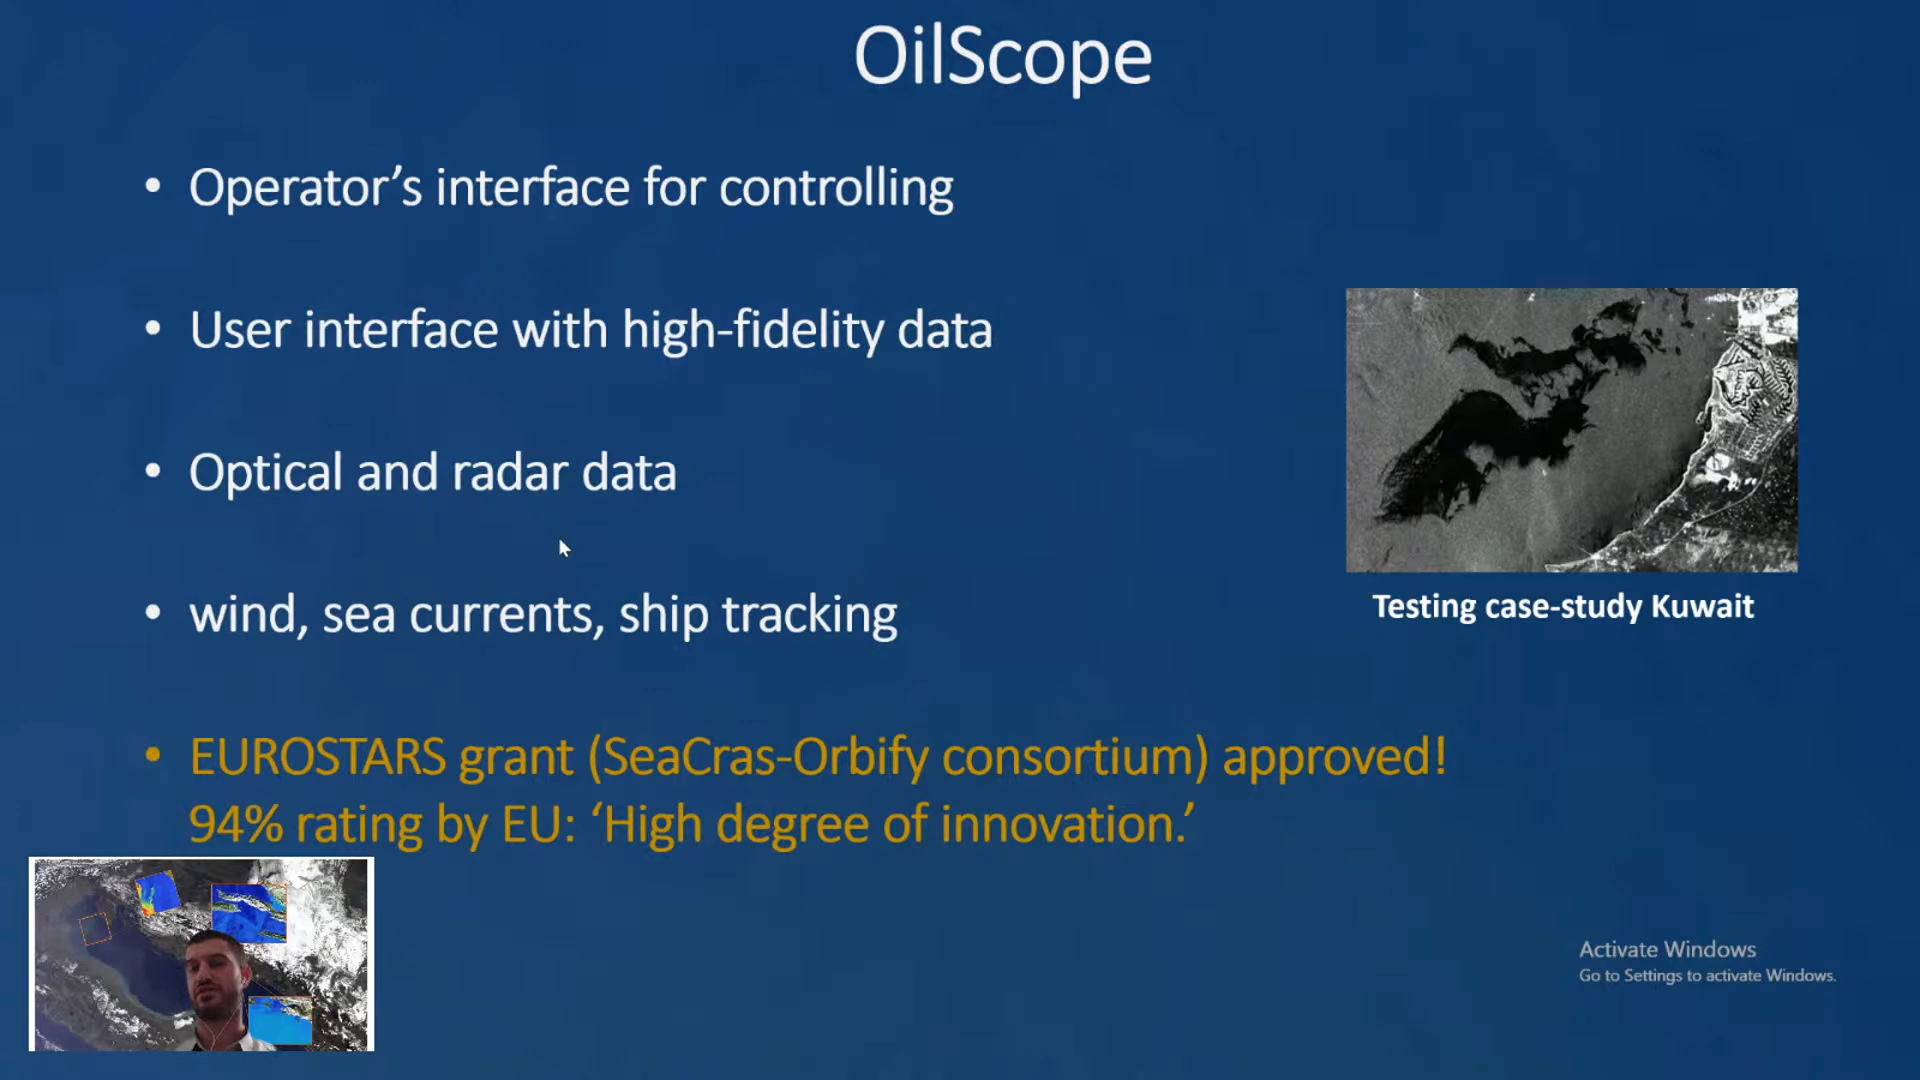 OilScope
• Operator’s interface for controlling
• User interface with high-fidelity data
• Optical and radar data
• wind, sea currents, ship tracking
• EUROSTARS grant (SeaCras-Orbify consortium) approved!
94% rating by EU: ‘High degree of innovation.’
Testing case-study Kuwait
Activate Windows
Go to Settings to activate Windows.